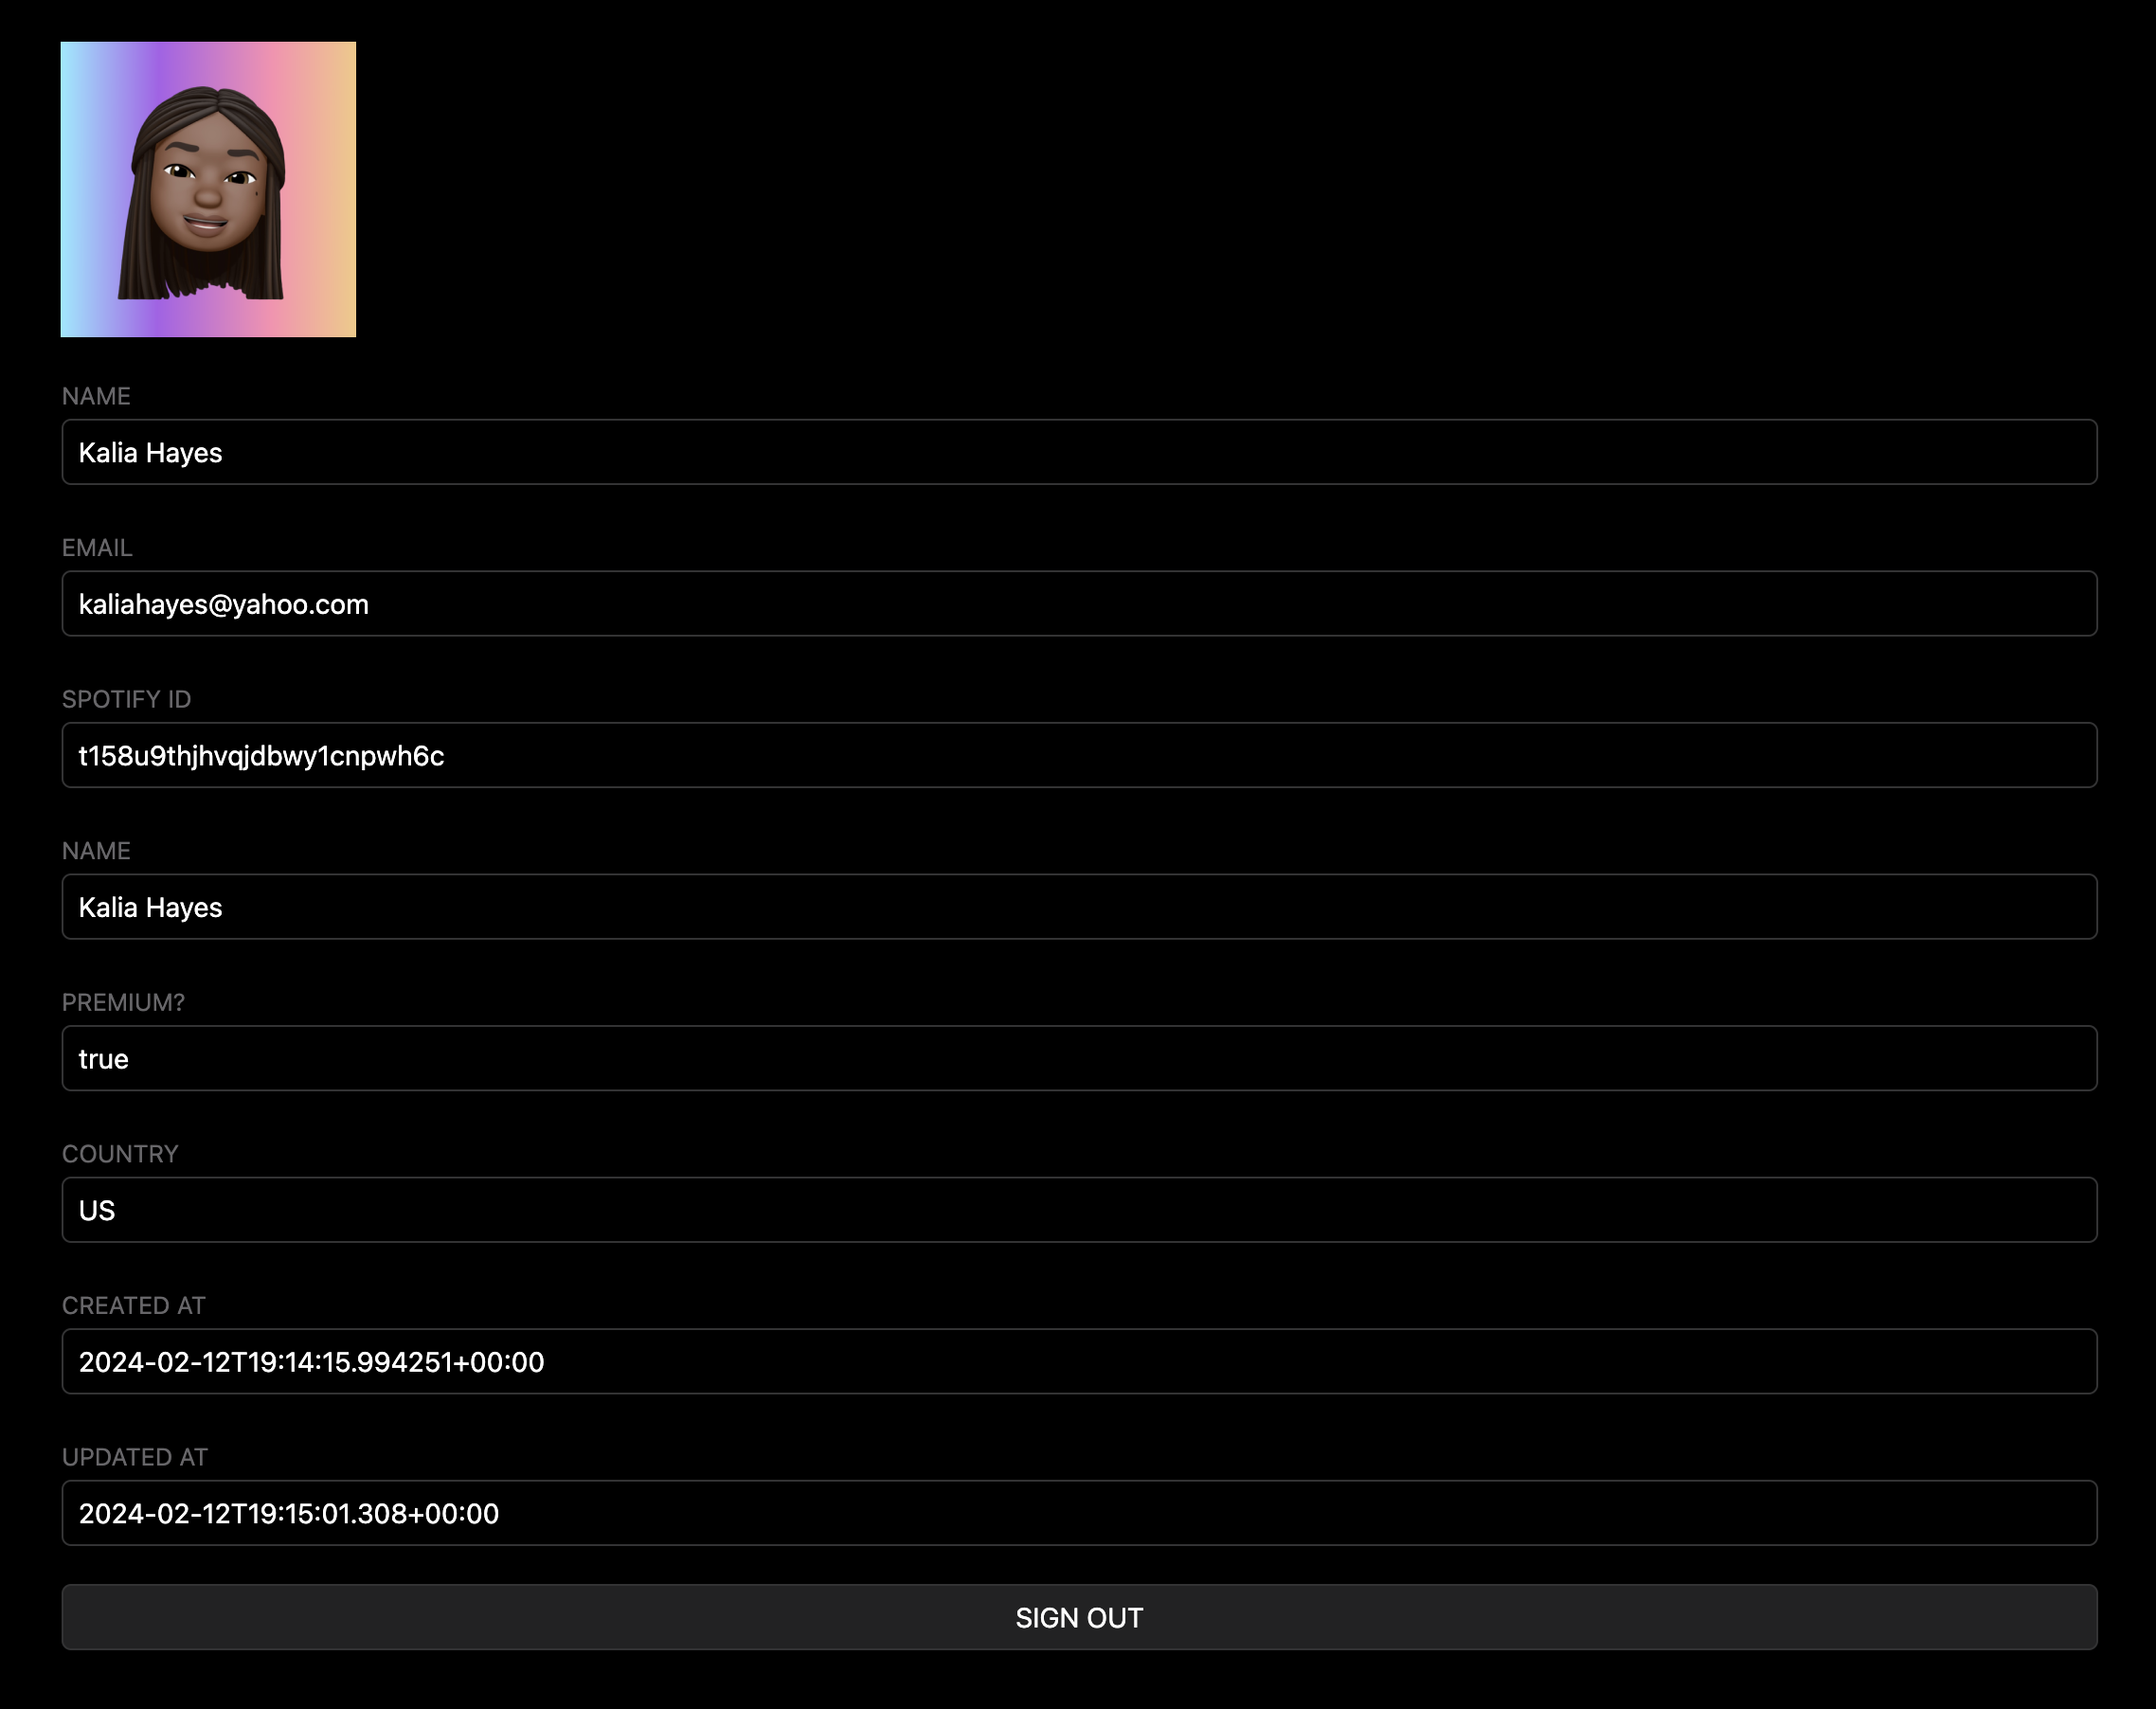 NAME
Kalia Hayes
EMAIL
kaliahayes@yahoo.com
SPOTIFY ID
t158u9thjhvqjdbwy1cnpwh6c
NAME
Kalia Hayes
PREMIUM?
true
COUNTRY
US
CREATED AT
2024-02-12T19:14:15.994251+00:00
UPDATED AT
2024-02-12T19:15:01.308+00:00
SIGN OUT